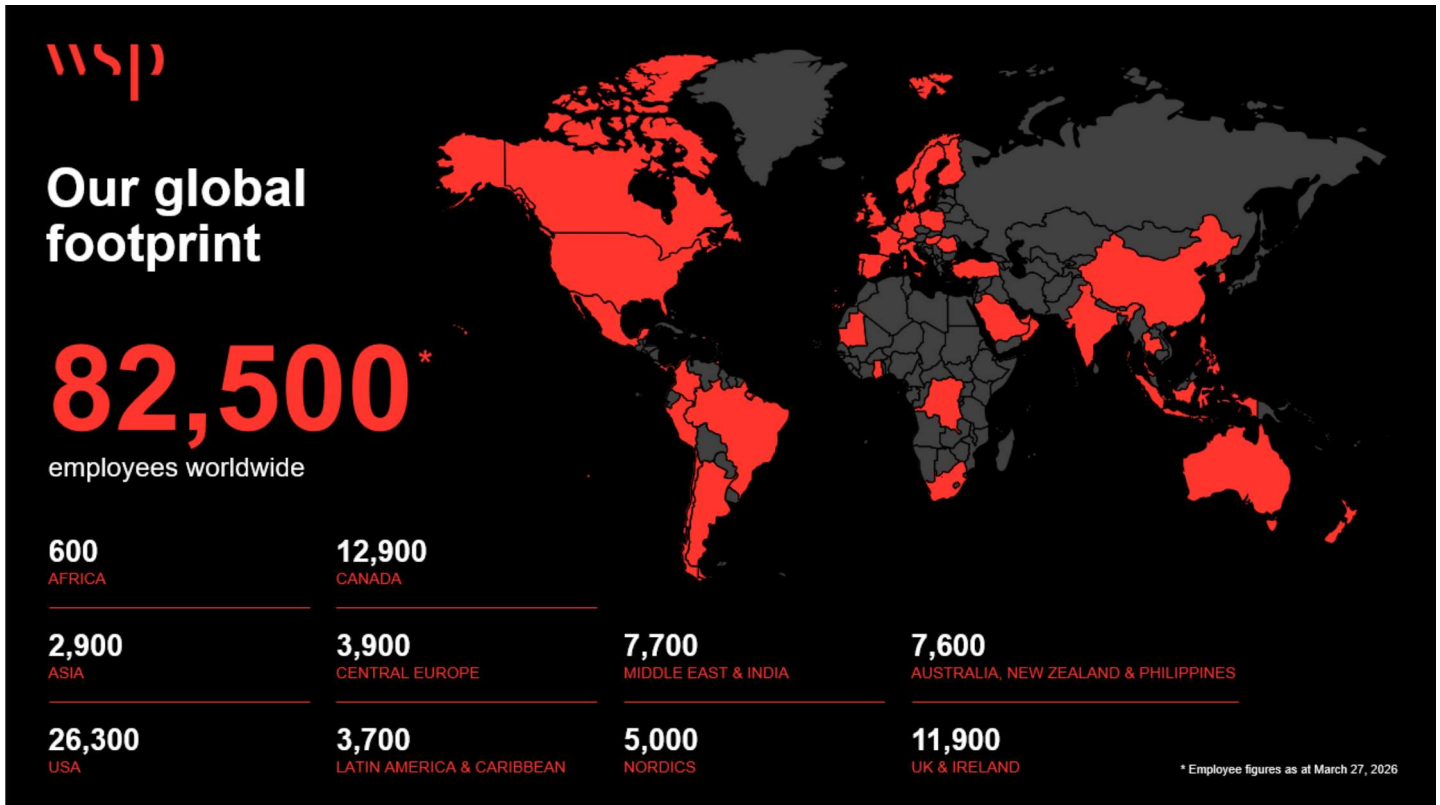 wsp
Our global
footprint
82,500*
employees worldwide
600
AFRICA
12,900
CANADA
2,900
ASIA
3,900
CENTRAL EUROPE
7,700
MIDDLE EAST & INDIA
7,600
AUSTRALIA, NEW ZEALAND & PHILIPPINES
26,300
USA
3,700
LATIN AMERICA & CARIBBEAN
5,000
NORDICS
11,900
UK & IRELAND
* Employee figures as at March 27, 2026